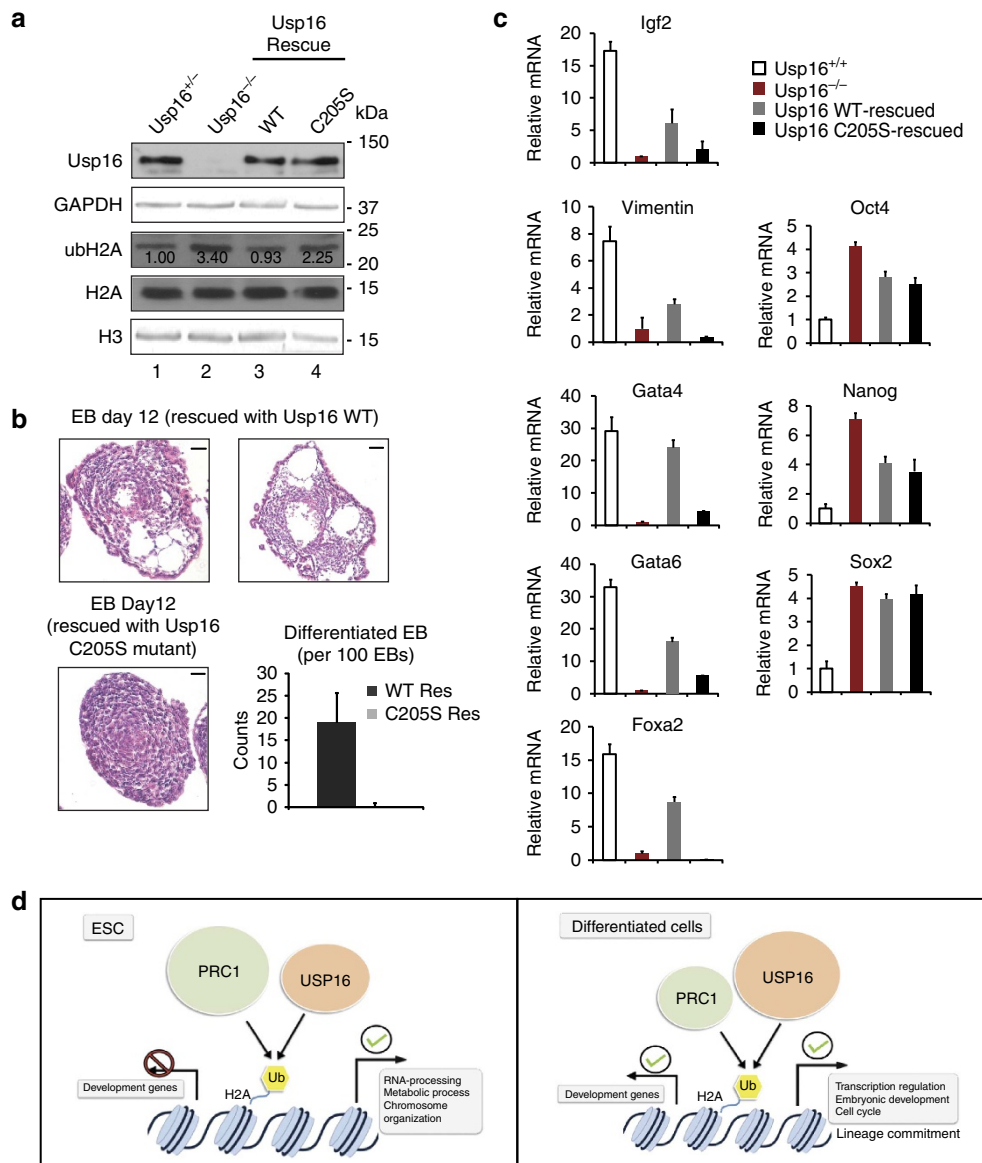 a
Usp16
Rescue
Usp16+/−
Usp16−/−
WT
C205S
kDa
Usp16
150
GAPDH
37
ubH2A
1.00 3.40 0.93 2.25
25
20
H2A
15
H3
15
1 2 3 4
b
EB day 12 (rescued with Usp16 WT)
EB Day12
(rescued with Usp16
C205S mutant)
Differentiated EB
(per 100 EBs)
Counts
30
25
20
15
10
5
0
WT Res
C205S Res
c
Igf2
Relative mRNA
20
15
10
5
0
Usp16+/+
Usp16−/−
Usp16 WT-rescued
Usp16 C205S-rescued
Vimentin
Relative mRNA
10
8
6
4
2
0
Oct4
Relative mRNA
5
4
3
2
1
0
Gata4
Relative mRNA
40
30
20
10
0
Nanog
Relative mRNA
8
6
4
2
0
Gata6
Relative mRNA
40
30
20
10
0
Sox2
Relative mRNA
5
4
3
2
1
0
Foxa2
Relative mRNA
20
15
10
5
0
d
ESC
PRC1
USP16
Development genes
H2A
Ub
RNA-processing
Metabolic process
Chromosome
organization
Differentiated cells
PRC1
USP16
Development genes
H2A
Ub
Transcription regulation
Embryonic development
Cell cycle
Lineage commitment